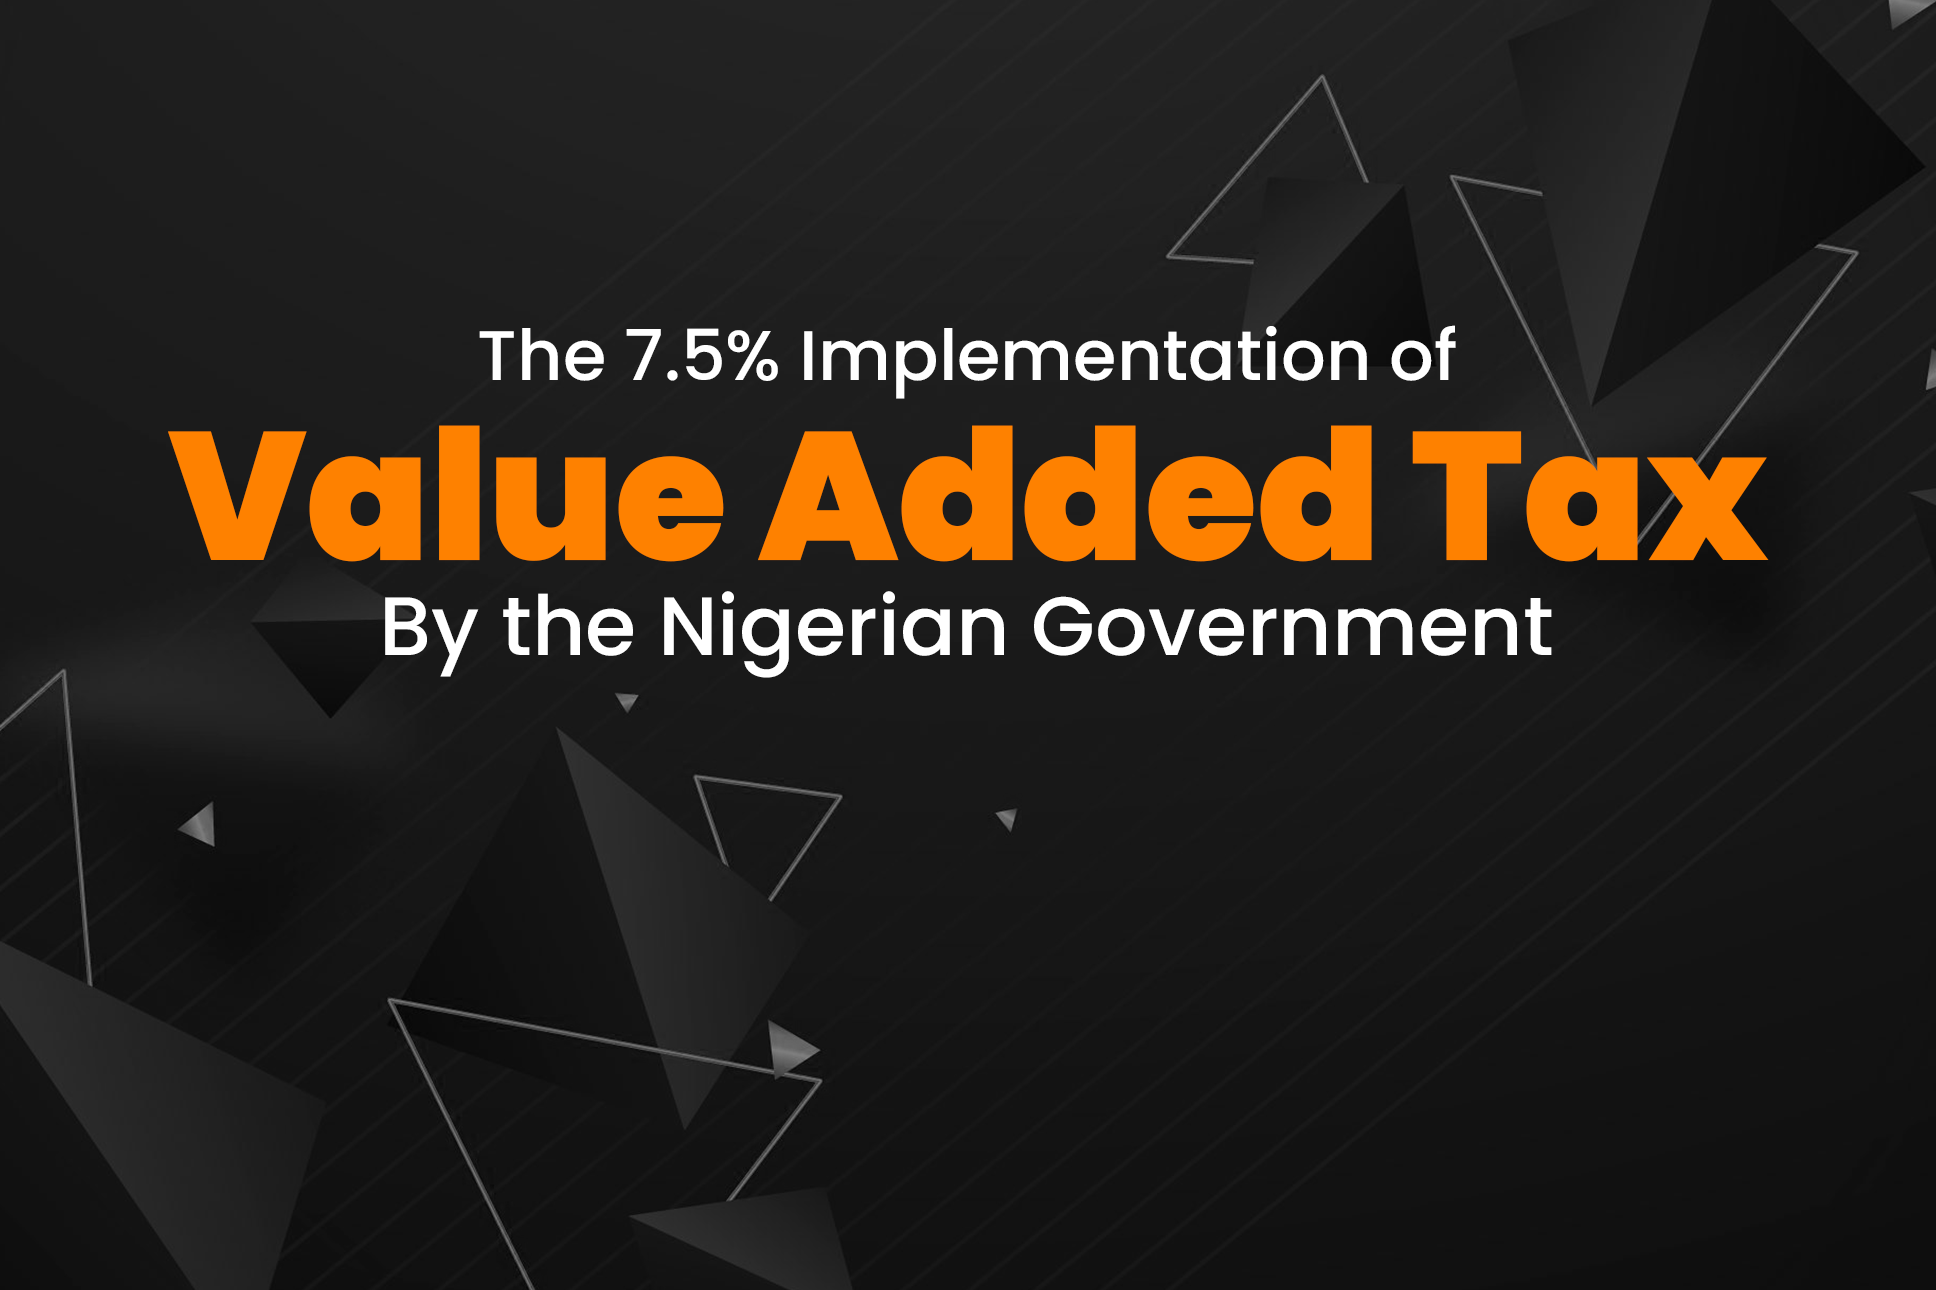 The 7.5% Implementation of
Value Added Tax
By the Nigerian Government